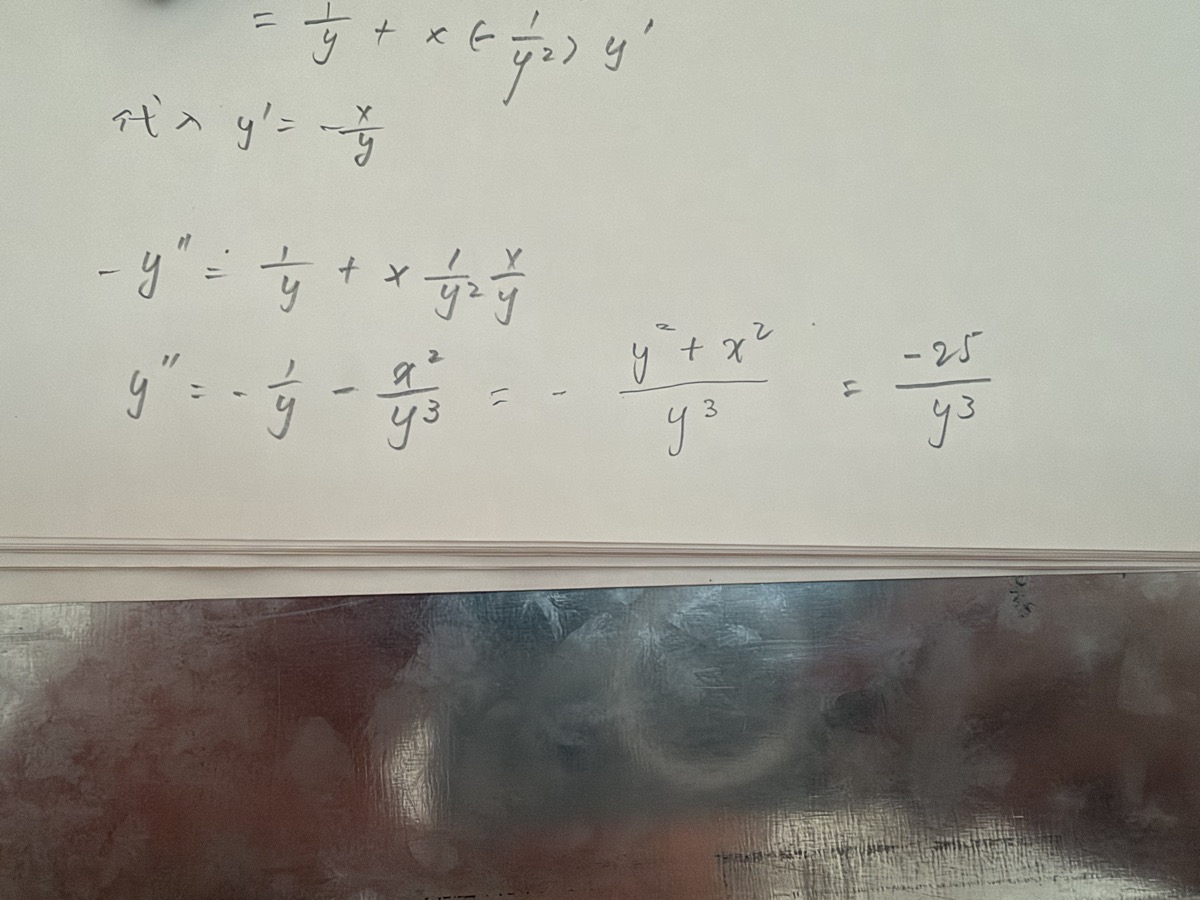 = 1/y + x (- 1/y²) y'
代入 y' = - x/y
- y'' = 1/y + x 1/y² x/y
y'' = - 1/y - x²/y³ = - (y² + x²)/y³ = -25/y³